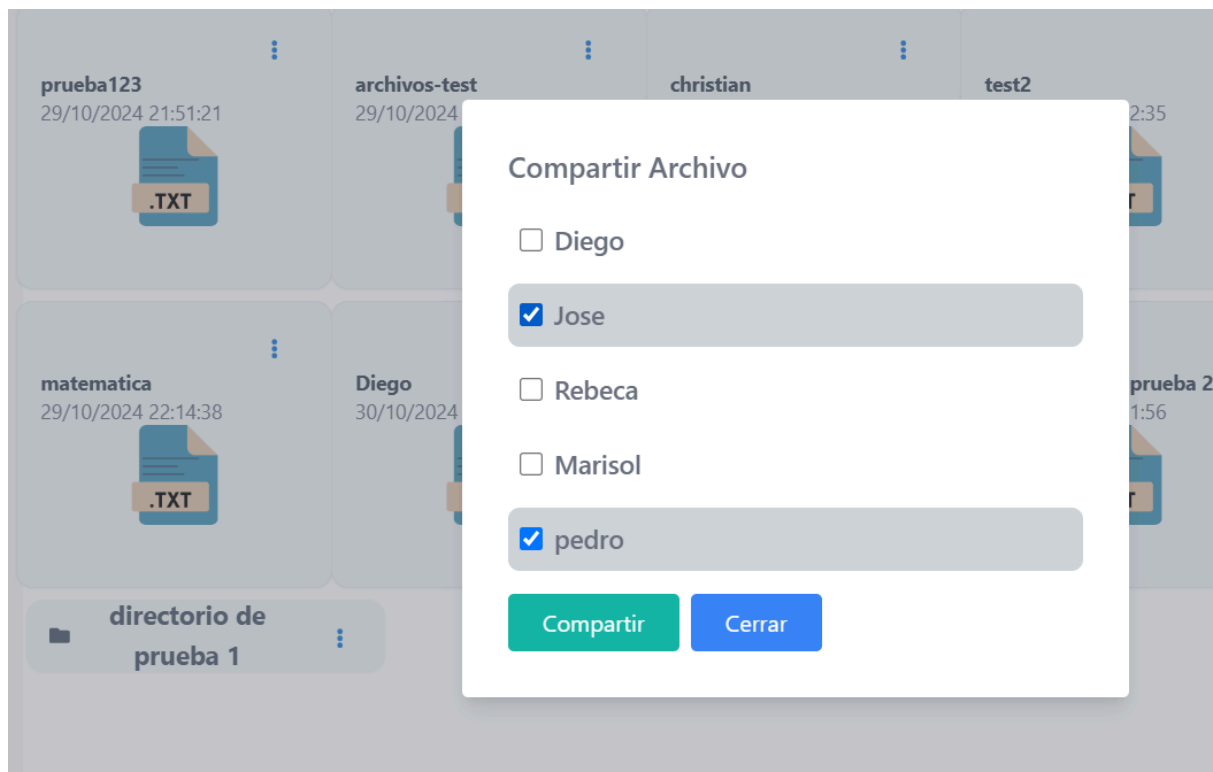 prueba123
29/10/2024 21:51:21
.TXT
archivos-test
29/10/2024
christian
test2
2:35
Compartir Archivo
Diego
Jose
Rebeca
Marisol
pedro
Compartir
Cerrar
matematica
29/10/2024 22:14:38
.TXT
Diego
30/10/2024
prueba 2
1:56
directorio de
prueba 1